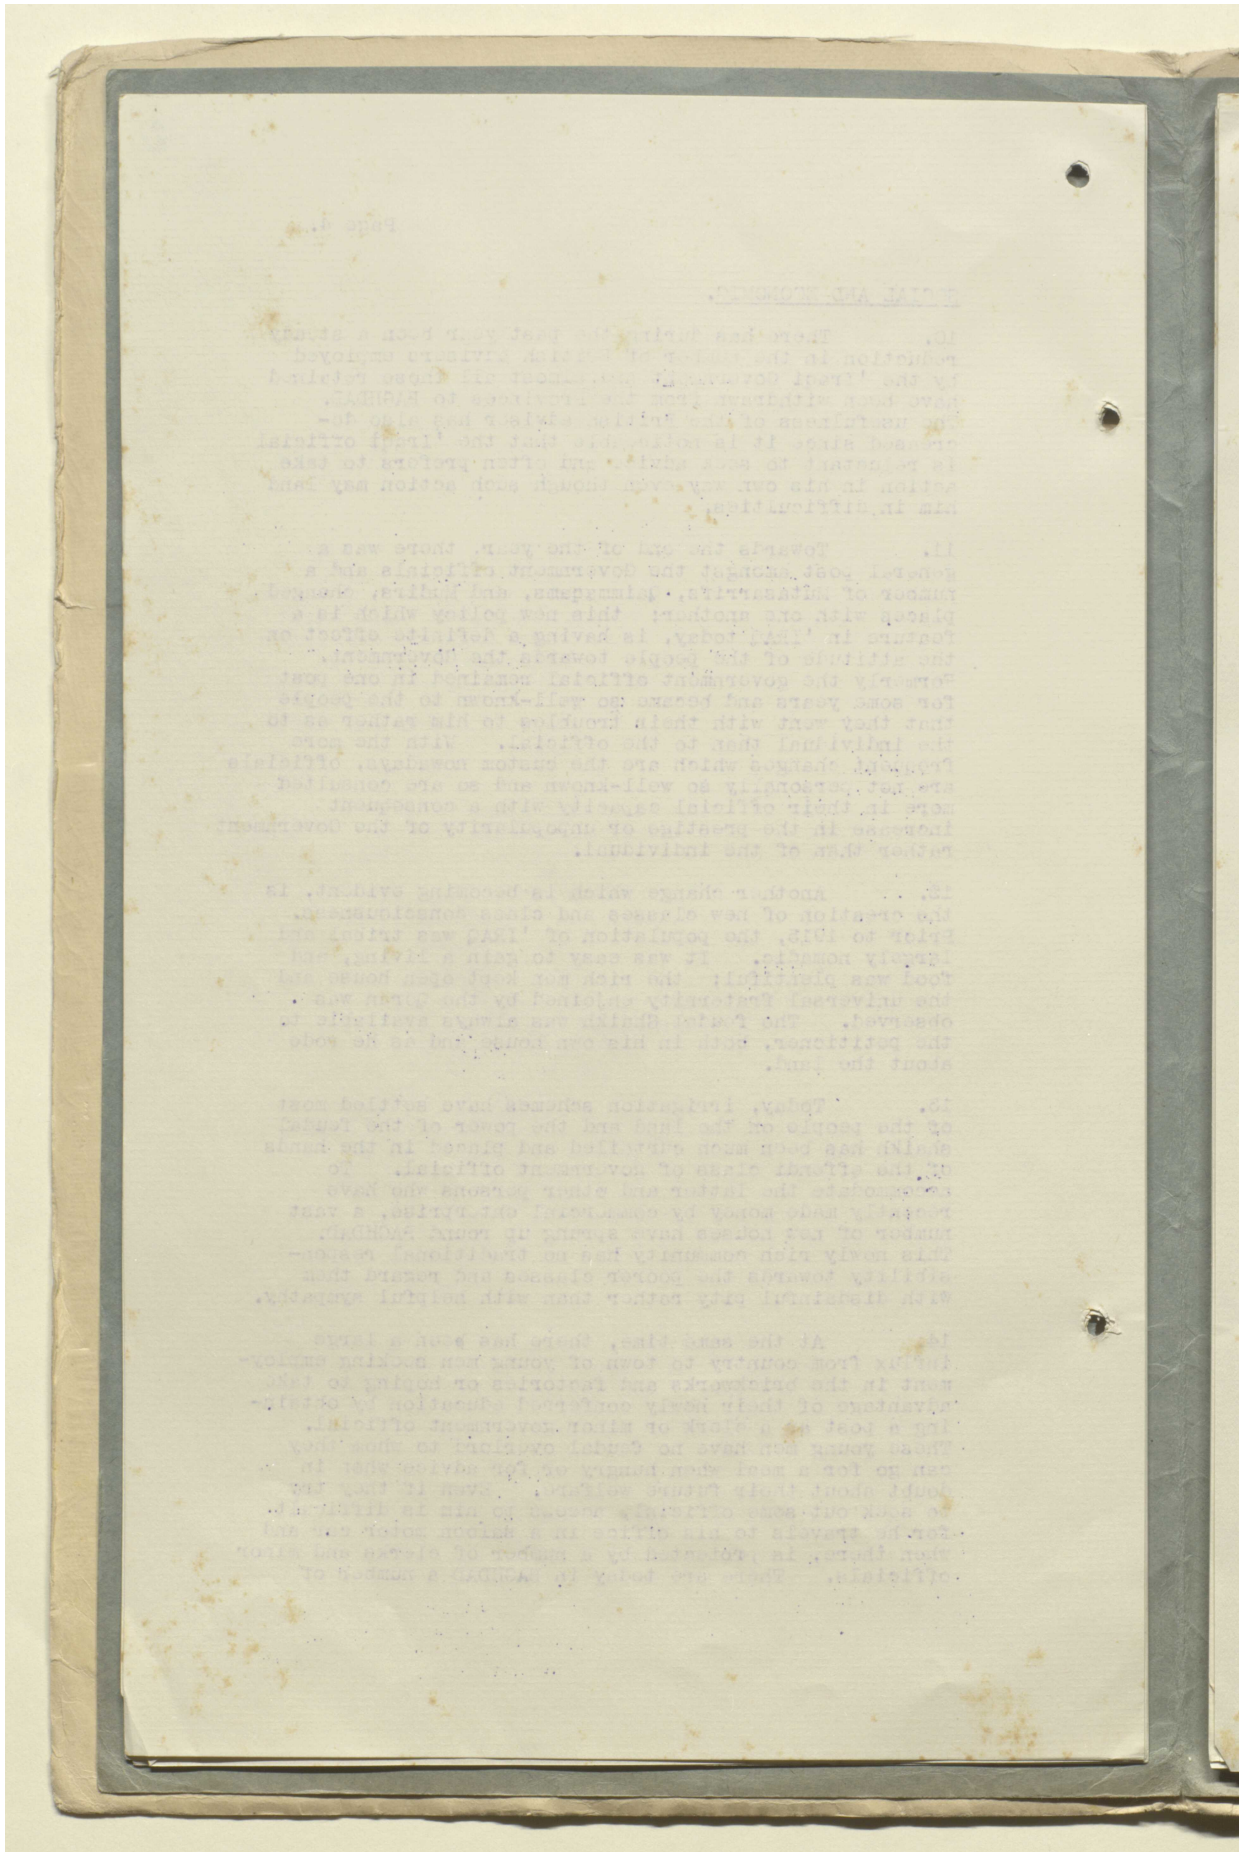 Page 4.
SOCIAL AND ECONOMIC.
10. There has during the past year been a steady
reduction in the number of British advisers employed
by the 'Iraqi Government and almost all those retained
have been withdrawn from the Provinces to BAGHDAD.
The usefulness of the British adviser has also de-
creased since it is noticeable that the 'Iraqi official
is reluctant to seek advice and often prefers to take
action in his own way even though such action may land
him in difficulties.
11. Towards the end of the year, there was a
general post amongst the Government officials and a
number of Mutasarrifs, Qaimaqams, and Mudirs, changed
places with one another; this new policy which is a
feature in 'IRAQ today, is having a definite effect on
the attitude of the people towards the Government.
Formerly the government official remained in one post
for some years and became so well-known to the people
that they went with their troubles to him rather as to
the individual than to the official. With the more
frequent changes which are the custom nowadays, officials
are not personally so well-known and so are consulted
more in their official capacity with a consequent
increase in the prestige or unpopularity of the Government
rather than of the individual.
12. Another change which is becoming evident, is
the creation of new classes and class consciousness.
Prior to 1915, the population of 'IRAQ was tribal and
largely nomadic. It was easy to gain a living, and
food was plentiful; the rich man kept open house and
the universal fraternity enjoined by the Qoran was
observed. The feudal Shaikh was always available to
the petitioner, both in his own house and as he rode
about the land.
13. Today, irrigation schemes have settled most
of the people on the land and the power of the feudal
shaikh has been much curtailed and placed in the hands
of the effendi class of Government official. To
accommodate the latter and other persons who have
recently made money by commercial enterprise, a vast
number of new houses have sprung up round BAGHDAD.
This newly rich community has no traditional respon-
sibility towards the poorer classes and regard them
with disdainful pity rather than with helpful sympathy.
14. At the same time, there has been a large
influx from country to town of young men seeking employ-
ment in the brickworks and factories or hoping to take
advantage of their newly conferred education by obtain-
ing a post as a clerk or minor government official.
These young men have no feudal overlord to whom they
can go for a meal when hungry or for advice when in
doubt about their future welfare. Even if they try
to seek out some official, access to him is difficult
for he travels to his office in a saloon motor car and
when there, is protected by a number of clerks and minor
officials. There are today in BAGHDAD a number of